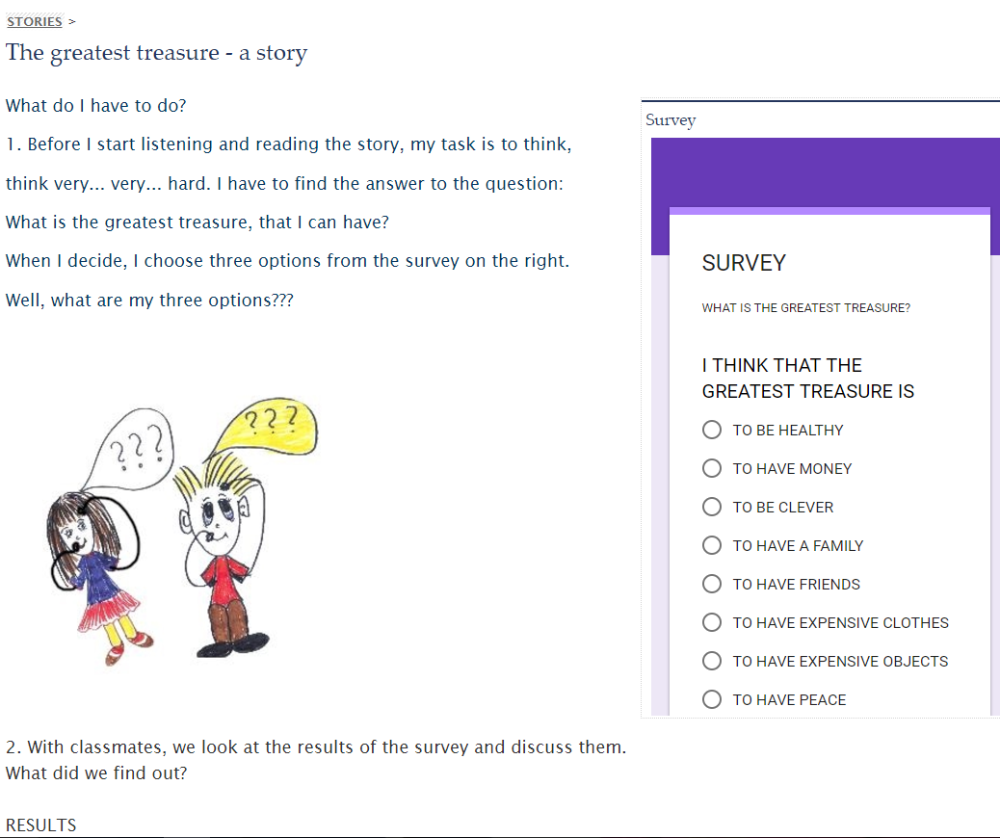 STORIES >
The greatest treasure - a story
What do I have to do?
1. Before I start listening and reading the story, my task is to think,
think very... very... hard. I have to find the answer to the question:
What is the greatest treasure, that I can have?
When I decide, I choose three options from the survey on the right.
Well, what are my three options???
???
???
2. With classmates, we look at the results of the survey and discuss them.
What did we find out?
RESULTS
Survey
SURVEY
WHAT IS THE GREATEST TREASURE?
I THINK THAT THE
GREATEST TREASURE IS
TO BE HEALTHY
TO HAVE MONEY
TO BE CLEVER
TO HAVE A FAMILY
TO HAVE FRIENDS
TO HAVE EXPENSIVE CLOTHES
TO HAVE EXPENSIVE OBJECTS
TO HAVE PEACE